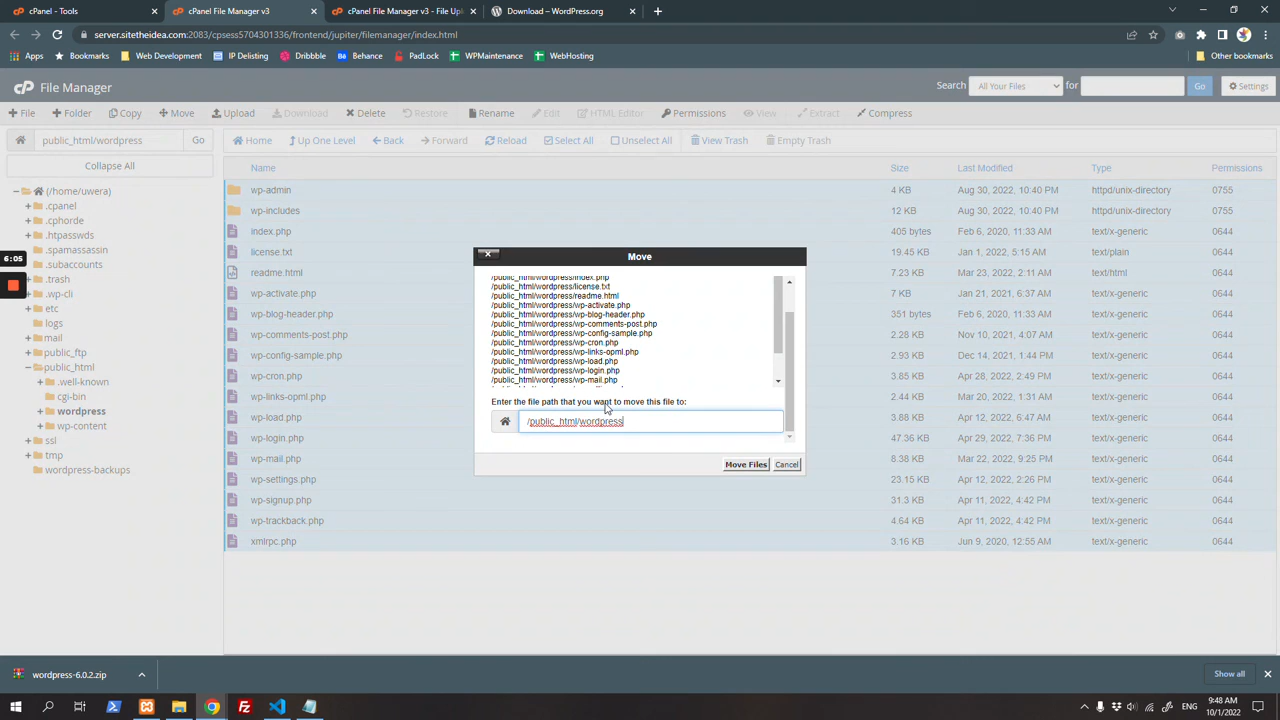 cPanel - Tools
cPanel File Manager v3
cPanel File Manager v3 - File Upl
Download – WordPress.org
server.sitetheidea.com:2083/cpsess5704301336/frontend/jupiter/filemanager/index.html
Apps
Bookmarks
Web Development
IP Delisting
Dribbble
Behance
PadLock
WPMaintenance
WebHosting
Other bookmarks
cP File Manager
Search
All Your Files
for
Go
Settings
+ File
+ Folder
Copy
Move
Upload
Download
Delete
Restore
Rename
Edit
HTML Editor
Permissions
View
Extract
Compress
public_html/wordpress
Go
Home
Up One Level
Back
Forward
Reload
Select All
Unselect All
View Trash
Empty Trash
Collapse All
(/home/uwera)
.cpanel
.cphorde
.htpasswds
.spamassassin
.subaccounts
.trash
.wp-cli
etc
logs
mail
public_ftp
public_html
.well-known
cgi-bin
wordpress
wp-content
ssl
tmp
wordpress-backups
6:05
Name Size Last Modified Type Permissions
wp-admin 4 KB Aug 30, 2022, 10:40 PM httpd/unix-directory 0755
wp-includes 12 KB Aug 30, 2022, 10:40 PM httpd/unix-directory 0755
index.php 405 bytes Feb 6, 2020, 11:33 AM text/x-generic 0644
license.txt 19.45 KB Jan 1, 2022, 5:15 AM text/plain 0644
readme.html 7.23 KB Mar 23, 2022, 2:11 AM text/html 0644
wp-activate.php 7 KB Jan 21, 2021, 6:37 AM text/x-generic 0644
wp-blog-header.php 351 bytes Feb 6, 2020, 11:33 AM text/x-generic 0644
wp-comments-post.php 2.28 KB Nov 10, 2021, 4:07 AM text/x-generic 0644
wp-config-sample.php 2.93 KB Dec 14, 2021, 1:44 PM text/x-generic 0644
wp-cron.php 3.85 KB Apr 28, 2022, 2:49 PM text/x-generic 0644
wp-links-opml.php 2.44 KB Mar 20, 2022, 1:31 AM text/x-generic 0644
wp-load.php 3.88 KB Apr 12, 2022, 6:47 AM text/x-generic 0644
wp-login.php 47.36 KB Apr 29, 2022, 7:36 PM text/x-generic 0644
wp-mail.php 8.38 KB Mar 22, 2022, 9:25 PM text/x-generic 0644
wp-settings.php 23.15 KB Apr 12, 2022, 2:26 PM text/x-generic 0644
wp-signup.php 31.3 KB Apr 11, 2022, 4:42 PM text/x-generic 0644
wp-trackback.php 4.64 KB Apr 11, 2022, 4:42 PM text/x-generic 0644
xmlrpc.php 3.16 KB Jun 9, 2020, 12:55 AM text/x-generic 0644
Move
/public_html/wordpress/index.php
/public_html/wordpress/license.txt
/public_html/wordpress/readme.html
/public_html/wordpress/wp-activate.php
/public_html/wordpress/wp-blog-header.php
/public_html/wordpress/wp-comments-post.php
/public_html/wordpress/wp-config-sample.php
/public_html/wordpress/wp-cron.php
/public_html/wordpress/wp-links-opml.php
/public_html/wordpress/wp-load.php
/public_html/wordpress/wp-login.php
/public_html/wordpress/wp-mail.php
Enter the file path that you want to move this file to:
/public_html/wordpress
Move Files
Cancel
wordpress-6.0.2.zip
Show all
ENG
9:48 AM
10/1/2022